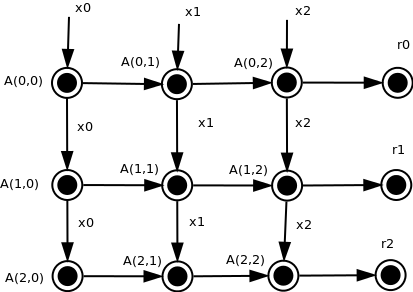 x0
x1
x2
A(0,0)
A(0,1)
A(0,2)
r0
x0
x1
x2
A(1,0)
A(1,1)
A(1,2)
r1
x0
x1
x2
A(2,0)
A(2,1)
A(2,2)
r2